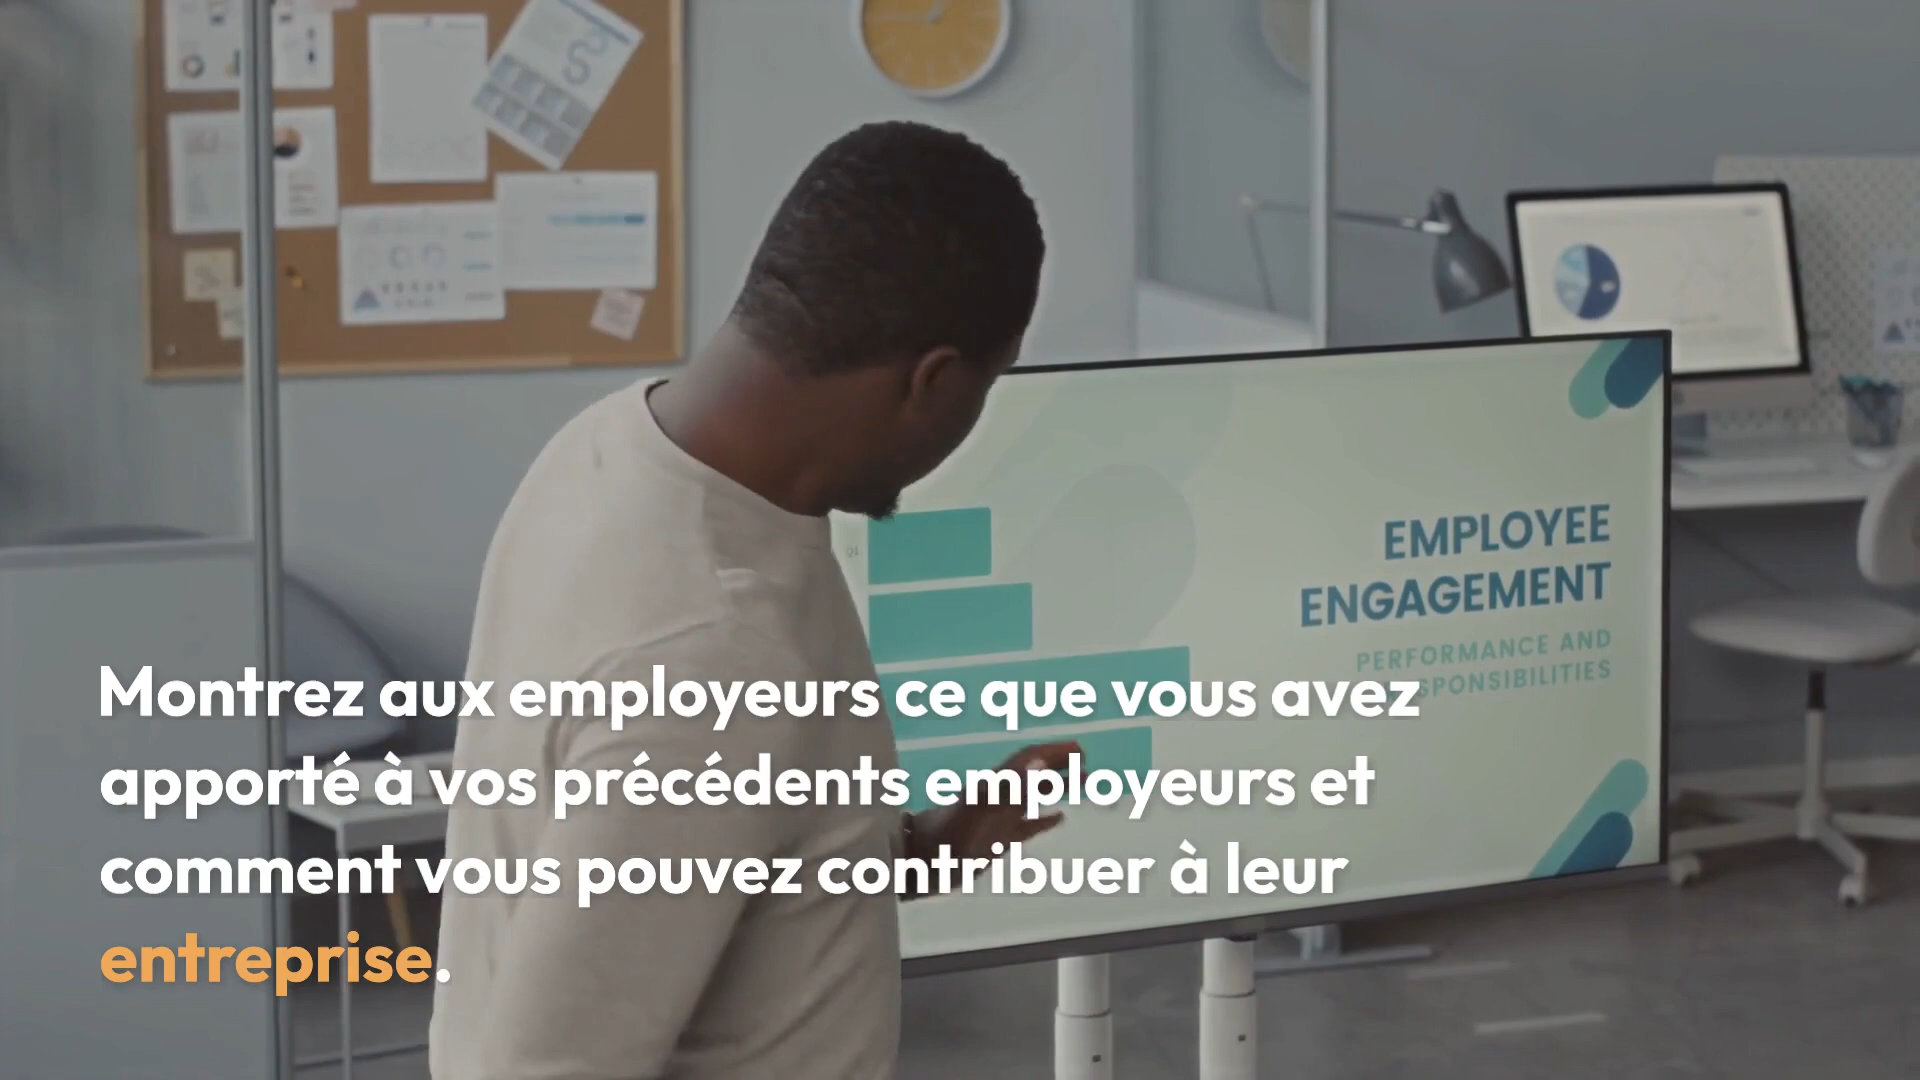 EMPLOYEE
ENGAGEMENT
PERFORMANCE AND
Montrez aux employeurs ce que vous avez
apporté à vos précédents employeurs et
comment vous pouvez contribuer à leur
entreprise.